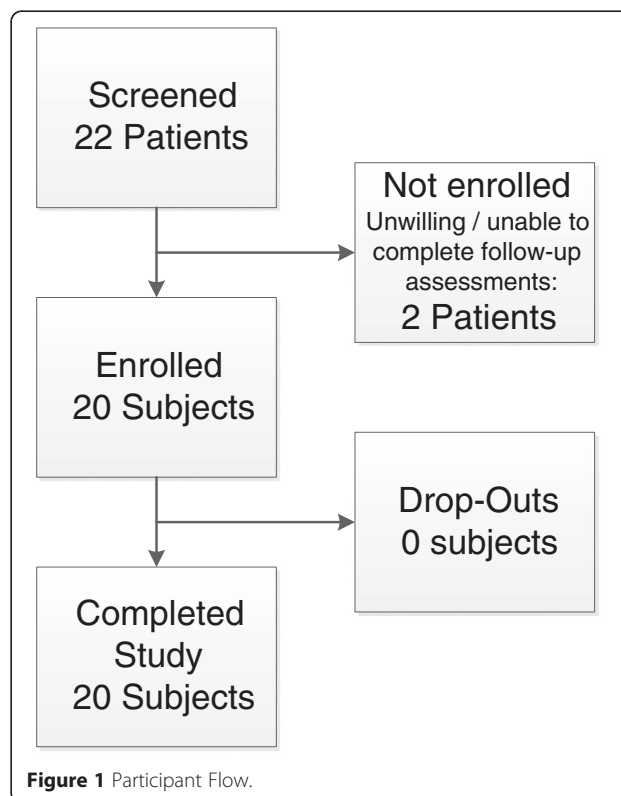 Screened
22 Patients
Not enrolled
Unwilling / unable to
complete follow-up
assessments:
2 Patients
Enrolled
20 Subjects
Drop-Outs
0 subjects
Completed
Study
20 Subjects
Figure 1 Participant Flow.